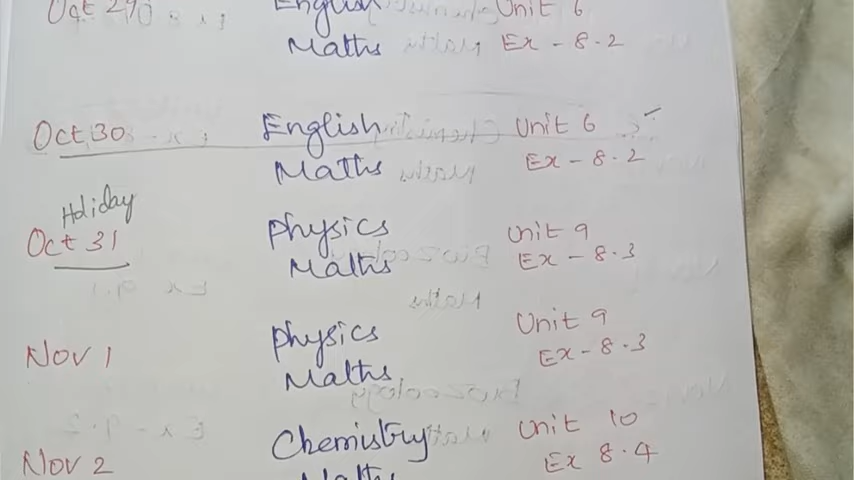 Oct 29 English Unit 6
Maths Ex - 8.2
Oct 30 English Unit 6
Maths Ex - 8.2
Holiday
Oct 31 Physics Unit 9
Maths Ex - 8.3
Nov 1 Physics Unit 9
Maths Ex - 8.3
Nov 2 Chemistry Unit 10
Maths Ex 8.4